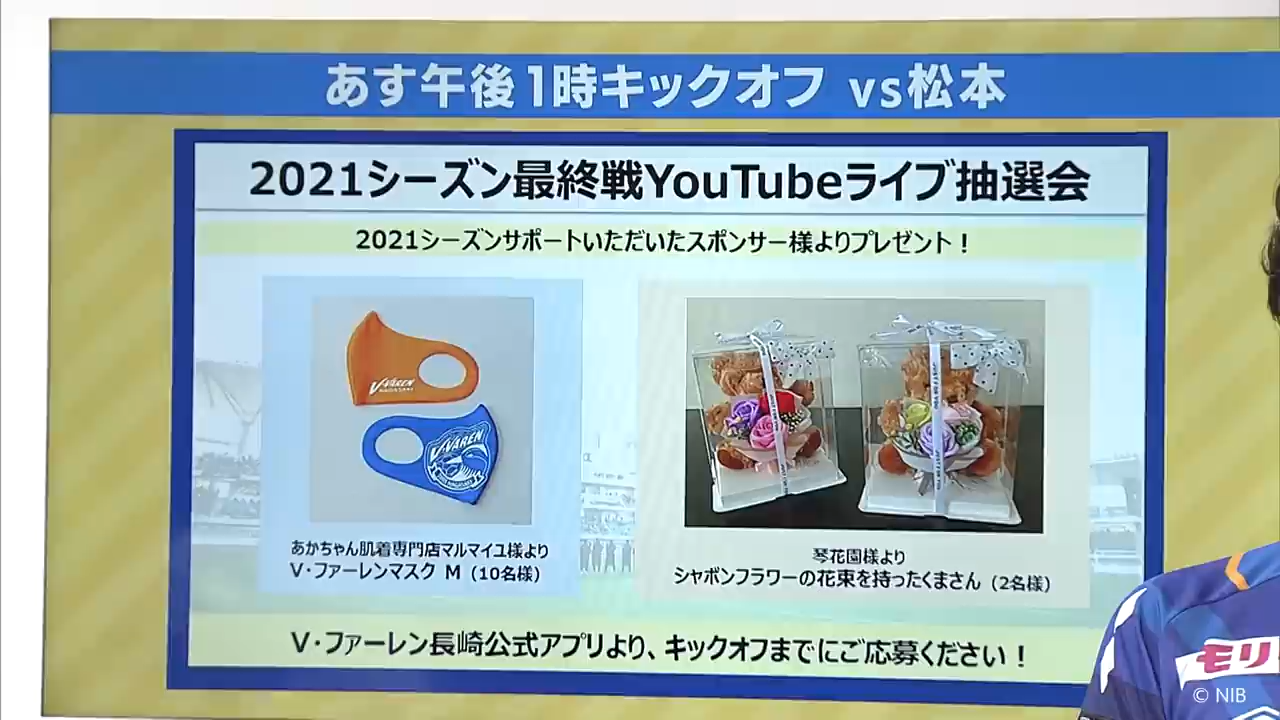 あす午後1時キックオフ vs松本
2021シーズン最終戦YouTubeライブ抽選会
2021シーズンサポートいただいたスポンサー様よりプレゼント！
V・VAREN
NAGASAKI
V・VAREN
あかちゃん肌着専門店マルマイユ様より
V・ファーレンマスク M（10名様）
琴花園様より
シャボンフラワーの花束を持ったくまさん（2名様）
V・ファーレン長崎公式アプリより、キックオフまでにご応募ください！
モリ
© NIB